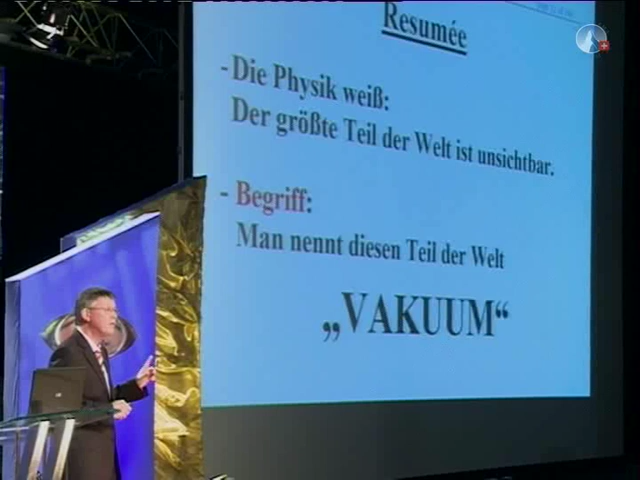 Resumée
- Die Physik weiß:
Der größte Teil der Welt ist unsichtbar.
- Begriff:
Man nennt diesen Teil der Welt
„VAKUUM“